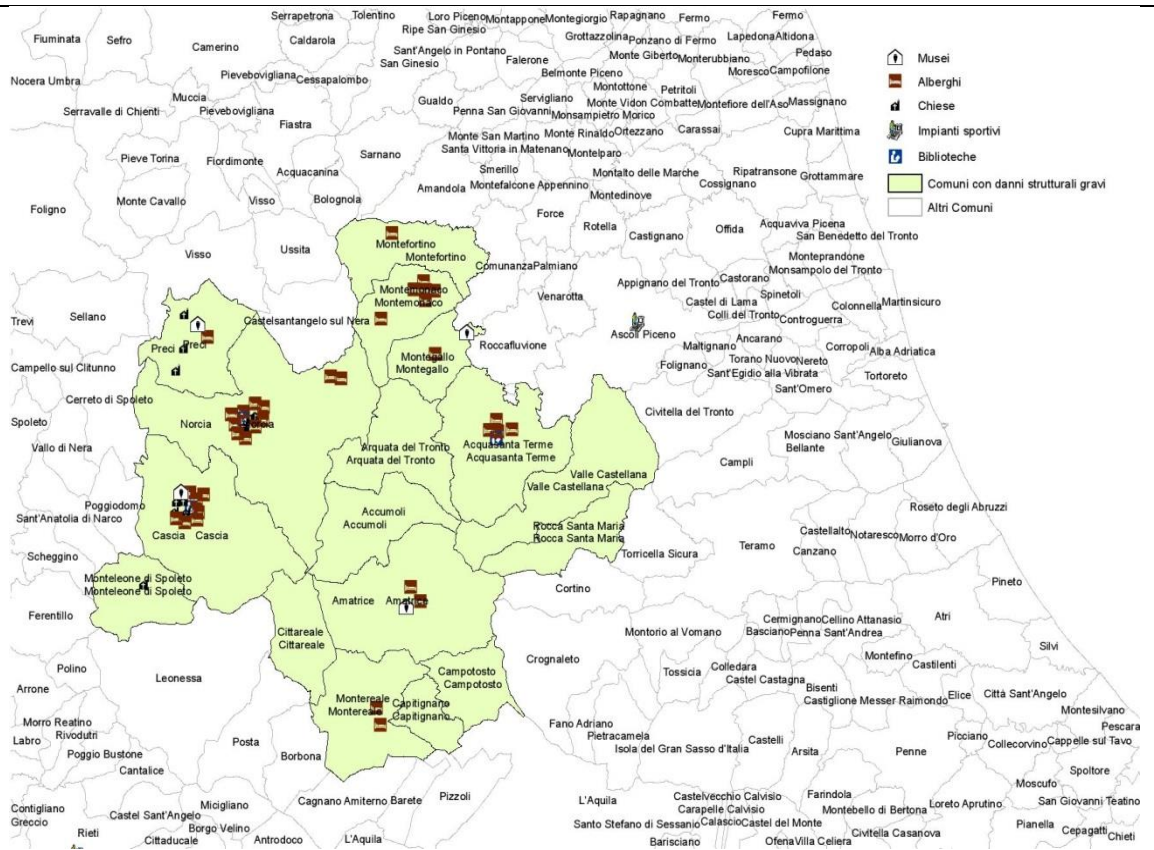 Serrapetrona
Tolentino
Loro Piceno
Montappone
Montegiorgio
Rapagnano
Fermo
Fermo
Ripe San Ginesio
Fiuminata
Sefro
Camerino
Caldarola
Grottazzolina
Ponzano di Fermo
Lapedona
Altidona
Sant'Angelo in Pontano
San Ginesio
Falerone
Monte Giberto
Monterubbiano
Pedaso
Nocera Umbra
Pievebovigliana
Cessapalombo
Belmonte Piceno
Moresco
Campofilone
Muccia
Montottone
Petritoli
Serravalle di Chienti
Pievebovigliana
Gualdo
Penna San Giovanni
Servigliano
Monte Vidon Combatte
Montefiore dell'Aso
Massignano
Monsampietro Morico
Fiastra
Monte San Martino
Monte Rinaldo
Ortezzano
Carassai
Cupra Marittima
Santa Vittoria in Matenano
Montelparo
Pieve Torina
Fiordimonte
Sarnano
Acquacanina
Smerillo
Montalto delle Marche
Ripatransone
Grottammare
Amandola
Montefalcone Appennino
Cossignano
Monte Cavallo
Visso
Bolognola
Montedinove
Foligno
Force
Rotella
Castignano
Offida
Acquaviva Picena
San Benedetto del Tronto
Visso
Ussita
Montefortino
Montefortino
Comunanza
Palmiano
Monteprandone
Monsampolo del Tronto
Appignano del Tronto
Castorano
Montemonaco
Montemonaco
Venarotta
Castel di Lama
Spinetoli
Colonnella
Martinsicuro
Colli del Tronto
Controguerra
Trevi
Sellano
Castelsantangelo sul Nera
Roccafluvione
Ascoli Piceno
Preci
Preci
Maltignano
Ancarano
Corropoli
Alba Adriatica
Montegallo
Montegallo
Folignano
Torano Nuovo
Nereto
Campello sul Clitunno
Sant'Egidio alla Vibrata
Tortoreto
Sant'Omero
Cerreto di Spoleto
Civitella del Tronto
Spoleto
Norcia
Norcia
Mosciano Sant'Angelo
Giulianova
Vallo di Nera
Arquata del Tronto
Arquata del Tronto
Acquasanta Terme
Acquasanta Terme
Bellante
Campli
Valle Castellana
Valle Castellana
Poggiodomo
Sant'Anatolia di Narco
Accumoli
Accumoli
Roseto degli Abruzzi
Cascia
Cascia
Rocca Santa Maria
Rocca Santa Maria
Castellalto
Notaresco
Morro d'Oro
Scheggino
Torricella Sicura
Teramo
Canzano
Monteleone di Spoleto
Monteleone di Spoleto
Pineto
Ferentillo
Amatrice
Amatrice
Cortino
Cermignano
Cellino Attanasio
Atri
Cittareale
Cittareale
Montorio al Vomano
Basciano
Penna Sant'Andrea
Silvi
Polino
Leonessa
Campotosto
Campotosto
Crognaleto
Tossicia
Colledara
Montefino
Castilenti
Castel Castagna
Arrone
Montereale
Montereale
Capitignano
Capitignano
Bisenti
Castiglione Messer Raimondo
Elice
Città Sant'Angelo
Montesilvano
Morro Reatino
Rivodutri
Labro
Posta
Fano Adriano
Pietracamela
Picciano
Pescara
Poggio Bustone
Borbona
Isola del Gran Sasso d'Italia
Castelli
Arsita
Penne
Collecorvino
Cappelle sul Tavo
Cantalice
Spoltore
Moscufo
Contigliano
Greccio
Castel Sant'Angelo
Micigliano
Cagnano Amiterno
Barete
Pizzoli
L'Aquila
Castelvecchio Calvisio
Carapelle Calvisio
Farindola
Montebello di Bertona
Loreto Aprutino
San Giovanni Teatino
Rieti
Borgo Velino
Santo Stefano di Sessanio
Calascio
Castel del Monte
Pianella
Cepagatti
Chieti
Cittaducale
Antrodoco
L'Aquila
Barisciano
Ofena
Villa Celiera
Civitella Casanova
Musei
Alberghi
Chiese
Impianti sportivi
Biblioteche
Comuni con danni strutturali gravi
Altri Comuni